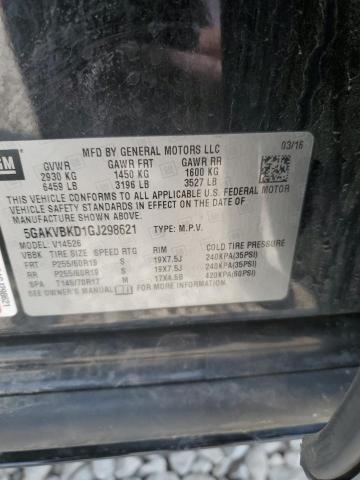 GM
MFD BY GENERAL MOTORS LLC 03/16
GVWR GAWR FRT GAWR RR
2930 KG 1450 KG 1600 KG
6459 LB 3196 LB 3527 LB
THIS VEHICLE CONFORMS TO ALL APPLICABLE U.S. FEDERAL MOTOR
VEHICLE SAFETY STANDARDS IN EFFECT ON THE DATE OF
MANUFACTURE SHOWN ABOVE.
5GAKVBKD1GJ298621 TYPE: M.P.V.
MODEL: V14526
VBBK TIRE SIZE SPEED RTG RIM COLD TIRE PRESSURE
FRT P255/60R19 S 19X7.5J 240KPA(35PSI)
RR P255/60R19 S 19X7.5J 240KPA(35PSI)
SPA T145/70R17 M 17X4.5B 420KPA(60PSI)
SEE OWNER'S MANUAL FOR ADDITIONAL INFORMATION